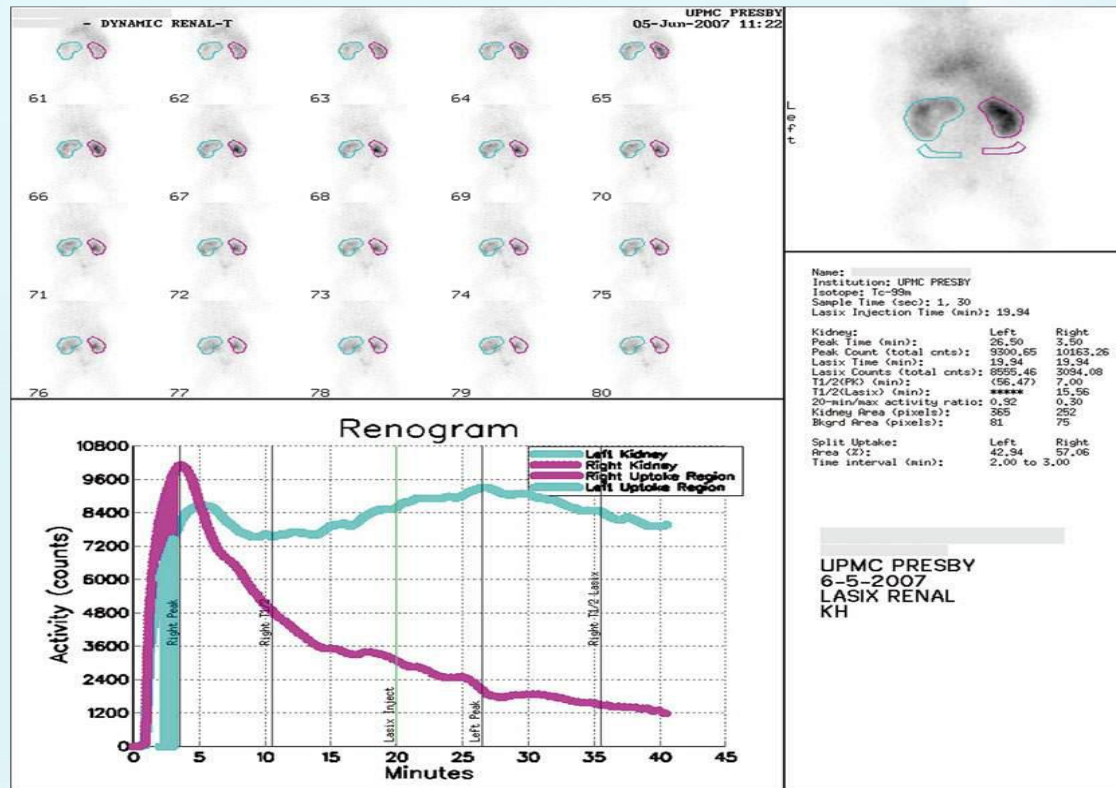 - DYNAMIC RENAL-T
UPMC PRESBY
05-Jun-2007 11:22
61 62 63 64 65
66 67 68 69 70
71 72 73 74 75
76 77 78 79 80
Left
Name:
Institution: UPMC PRESBY
Isotope: Tc-99m
Sample Time (sec): 1, 30
Lasix Injection Time (min): 19.94
Kidney: Left Right
Peak Time (min): 26.50 3.50
Peak Count (total cnts): 9300.65 10163.26
Lasix Time (min): 19.94 19.94
Lasix Counts (total cnts): 8555.46 3094.08
T1/2(PK) (min): (56.47) 7.00
T1/2(Lasix) (min): ***** 15.56
20-min/max activity ratio: 0.92 0.30
Kidney Area (pixels): 365 252
Bkgrd Area (pixels): 81 75
Split Uptake: Left Right
Area (%): 42.94 57.06
Time interval (min): 2.00 to 3.00
UPMC PRESBY
6-5-2007
LASIX RENAL
KH
Renogram
Left Kidney
Right Kidney
Right Uptake Region
Left Uptake Region
Activity (counts)
10800
9600
8400
7200
6000
4800
3600
2400
1200
0
Right Peak
Right T1/2
Lasix Inject
Left Peak
Right T1/2 Lasix
0 5 10 15 20 25 30 35 40 45
Minutes